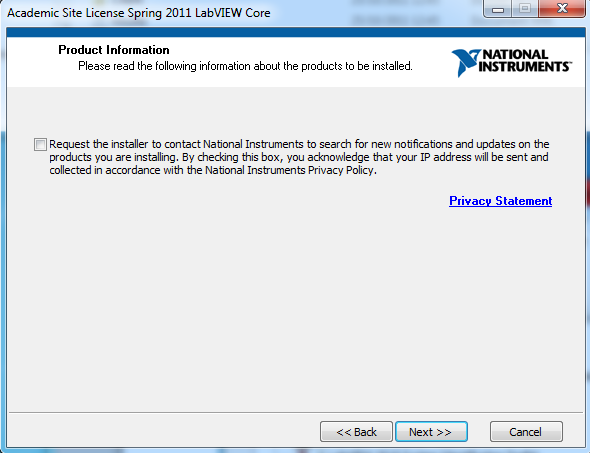 Academic Site License Spring 2011 LabVIEW Core
Product Information
Please read the following information about the products to be installed.
NATIONAL
INSTRUMENTS™
Request the installer to contact National Instruments to search for new notifications and updates on the
products you are installing. By checking this box, you acknowledge that your IP address will be sent and
collected in accordance with the National Instruments Privacy Policy.
Privacy Statement
<< Back
Next >>
Cancel